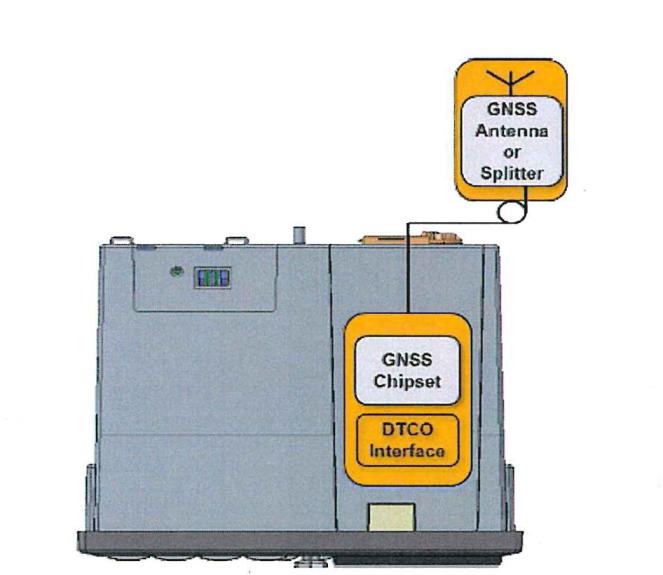 GNSS
Antenna
or
Splitter
GNSS
Chipset
DTCO
Interface